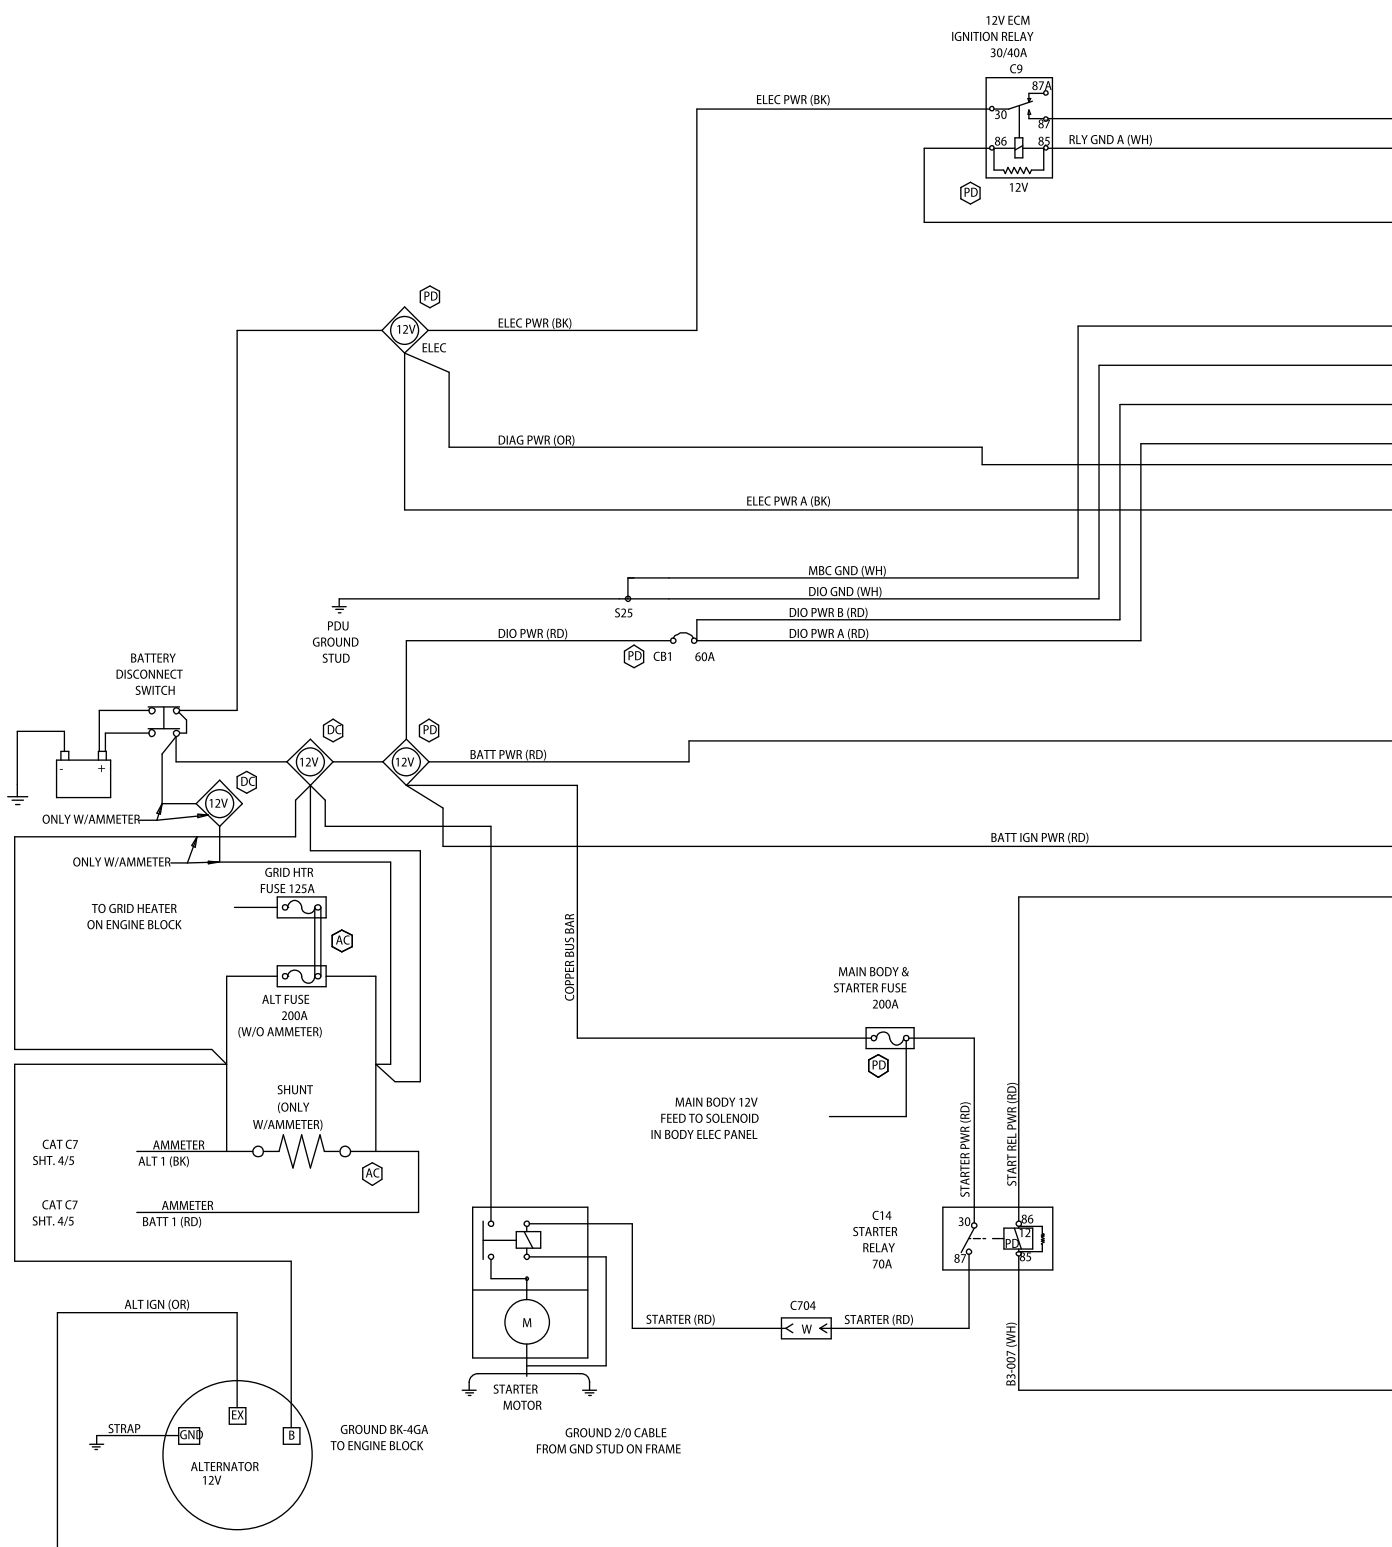 12V ECM
IGNITION RELAY
30/40A
C9
87A
ELEC PWR (BK)
30
87
86
85
RLY GND A (WH)
PD
12V
PD
12V
ELEC PWR (BK)
ELEC
DIAG PWR (OR)
ELEC PWR A (BK)
MBC GND (WH)
DIO GND (WH)
S25
DIO PWR B (RD)
PDU
GROUND
STUD
DIO PWR (RD)
DIO PWR A (RD)
PD
CB1
60A
BATTERY
DISCONNECT
SWITCH
DC
PD
-
+
12V
12V
BATT PWR (RD)
DC
12V
ONLY W/AMMETER
BATT IGN PWR (RD)
ONLY W/AMMETER
GRID HTR
FUSE 125A
TO GRID HEATER
ON ENGINE BLOCK
AC
COPPER BUS BAR
ALT FUSE
200A
(W/O AMMETER)
MAIN BODY &
STARTER FUSE
200A
PD
SHUNT
(ONLY
W/AMMETER)
MAIN BODY 12V
FEED TO SOLENOID
IN BODY ELEC PANEL
STARTER PWR (RD)
START REL PWR (RD)
CAT C7
SHT. 4/5
AMMETER
ALT 1 (BK)
AC
CAT C7
SHT. 4/5
AMMETER
BATT 1 (RD)
C14
STARTER
RELAY
70A
30
86
12
PD
87
85
ALT IGN (OR)
M
STARTER (RD)
C704
W
STARTER (RD)
B3-007 (WH)
STARTER
MOTOR
EX
STRAP
GND
B
GROUND BK-4GA
TO ENGINE BLOCK
GROUND 2/0 CABLE
FROM GND STUD ON FRAME
ALTERNATOR
12V